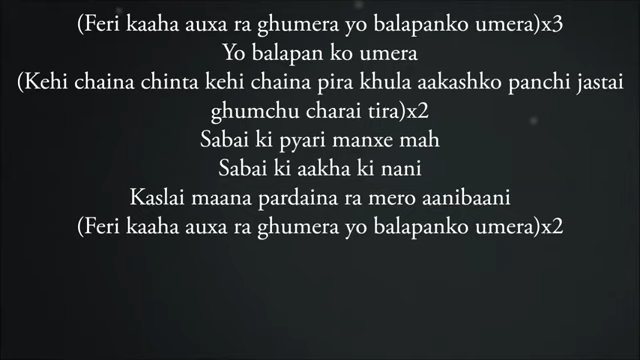 (Feri kaaha auxa ra ghumera yo balapanko umera)x3
Yo balapan ko umera
(Kehi chaina chinta kehi chaina pira khula aakashko panchi jastai
ghumchu charai tira)x2
Sabai ki pyari manxe mah
Sabai ki aakha ki nani
Kaslai maana pardaina ra mero aanibaani
(Feri kaaha auxa ra ghumera yo balapanko umera)x2